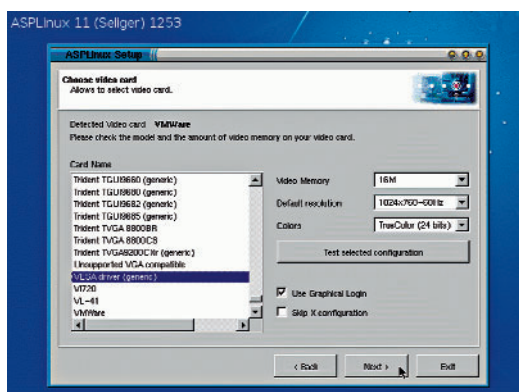 ASPLinux 11 (Seliger) 1253
ASPLinux Setup
Choose video card
Allows to select video card.
Detected Video card VMWare
Please check the model and the amount of video memory on your video card.
Card Name
Trident TGUI9660 (generic)
Trident TGUI9680 (generic)
Trident TGUI9682 (generic)
Trident TGUI9685 (generic)
Trident TVGA 8800BR
Trident TVGA 8800CS
Trident TVGA9200CXr (generic)
Unsupported VGA compatible
VESA driver (generic)
VI720
VL-41
VMWare
Video Memory 16M
Default resolution 1024x760-60Hz
Colors TrueColor (24 bits)
Test selected configuration
Use Graphical Login
Skip X configuration
< Back
Next >
Exit